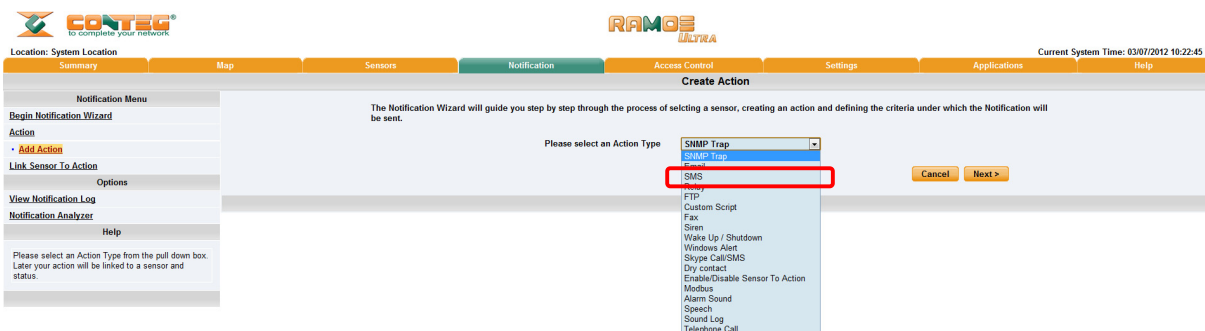 CONTEG®
to complete your network
RAMOS
ULTRA
Location: System Location
Current System Time: 03/07/2012 10:22:45
Summary Map Sensors Notification Access Control Settings Applications Help
Create Action
Notification Menu
Begin Notification Wizard
Action
• Add Action
Link Sensor To Action
Options
View Notification Log
Notification Analyzer
Help
Please select an Action Type from the pull down box.
Later your action will be linked to a sensor and
status.
The Notification Wizard will guide you step by step through the process of selcting a sensor, creating an action and defining the criteria under which the Notification will
be sent.
Please select an Action Type SNMP Trap
SNMP Trap
Email
SMS
Relay
FTP
Custom Script
Fax
Siren
Wake Up / Shutdown
Windows Alert
Skype Call/SMS
Dry contact
Enable/Disable Sensor To Action
Modbus
Alarm Sound
Speech
Sound Log
Telephone Call
Cancel Next >